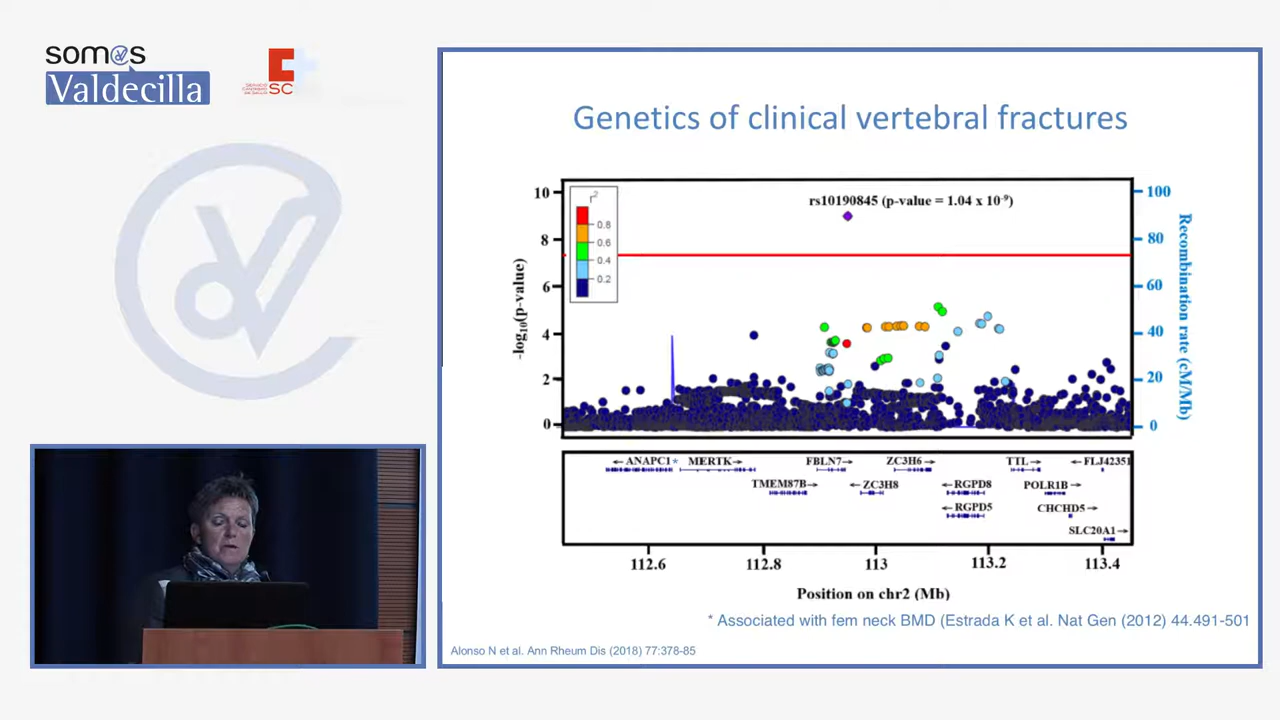 som@s
Valdecilla
SC
Genetics of clinical vertebral fractures
rs10190845 (p-value = 1.04 x 10-9)
r2
0.8
0.6
0.4
0.2
10
8
6
4
2
0
-log10(p-value)
100
80
60
40
20
0
Recombination rate (cM/Mb)
← ANAPC1* MERTK→ FBLN7→ ZC3H6→ TTL→ ←FLJ42351
TMEM87B→ ←ZC3H8 ←RGPD8 POLR1B→
←RGPD5 CHCHD5→
SLC20A1→
112.6 112.8 113 113.2 113.4
Position on chr2 (Mb)
* Associated with fem neck BMD (Estrada K et al. Nat Gen (2012) 44.491-501
Alonso N et al. Ann Rheum Dis (2018) 77:378-85